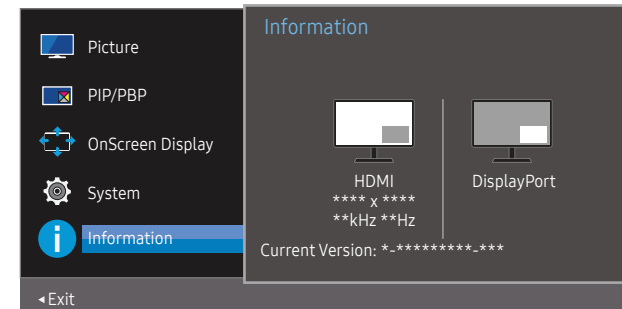 Picture
PIP/PBP
OnScreen Display
System
Information
◂Exit
Information
HDMI
**** x ****
**kHz **Hz
DisplayPort
Current Version: *-*********-***